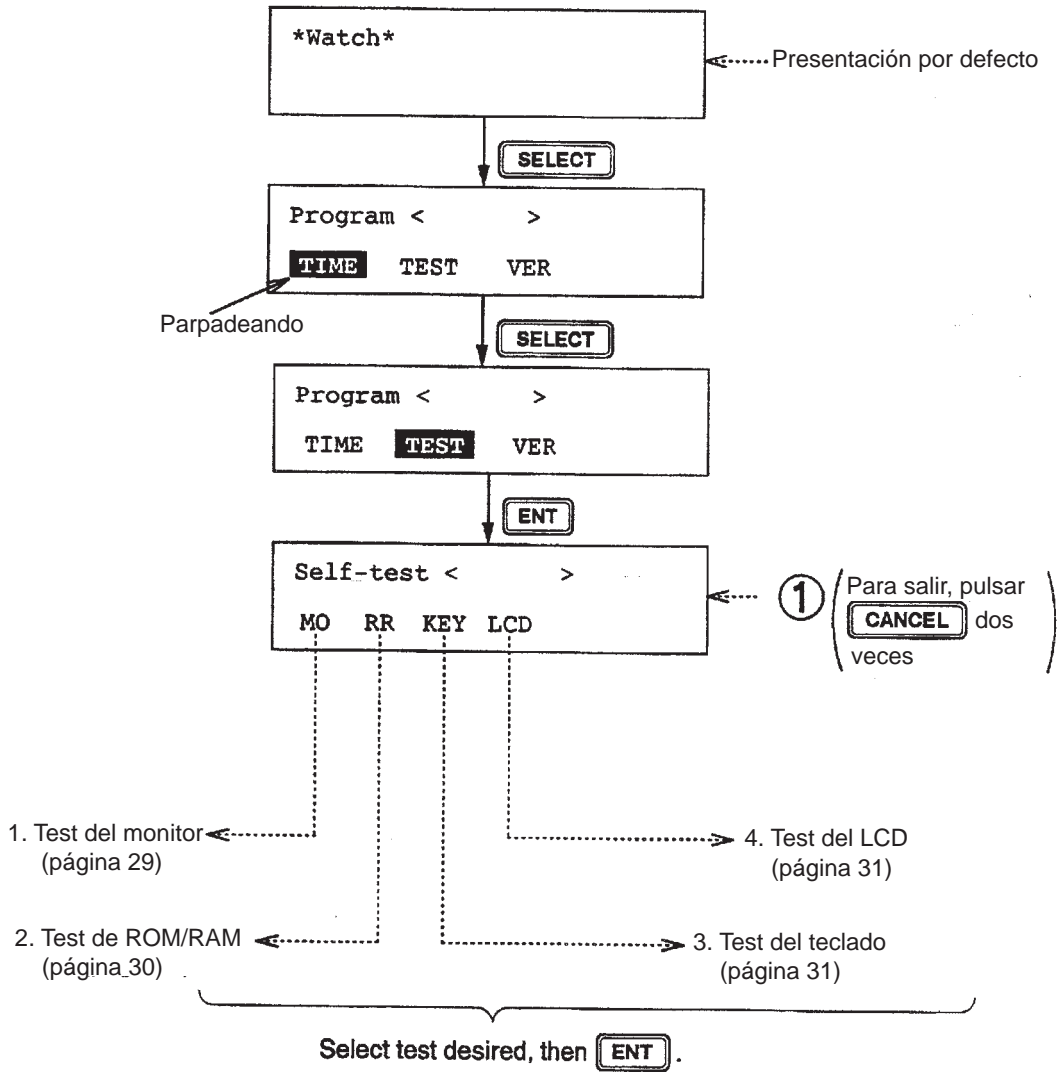 *Watch*
Presentación por defecto
SELECT
Program < >
TIME TEST VER
Parpadeando
SELECT
Program < >
TIME TEST VER
ENT
Self-test < >
MO RR KEY LCD
① Para salir, pulsar
CANCEL dos
veces
1. Test del monitor
(página 29)
4. Test del LCD
(página 31)
2. Test de ROM/RAM
(página 30)
3. Test del teclado
(página 31)
Select test desired, then ENT.